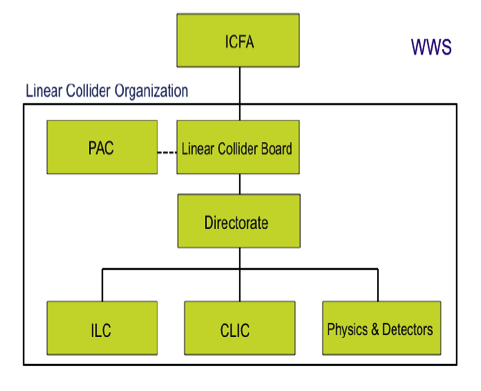 ICFA
WWS
Linear Collider Organization
PAC
Linear Collider Board
Directorate
ILC
CLIC
Physics & Detectors